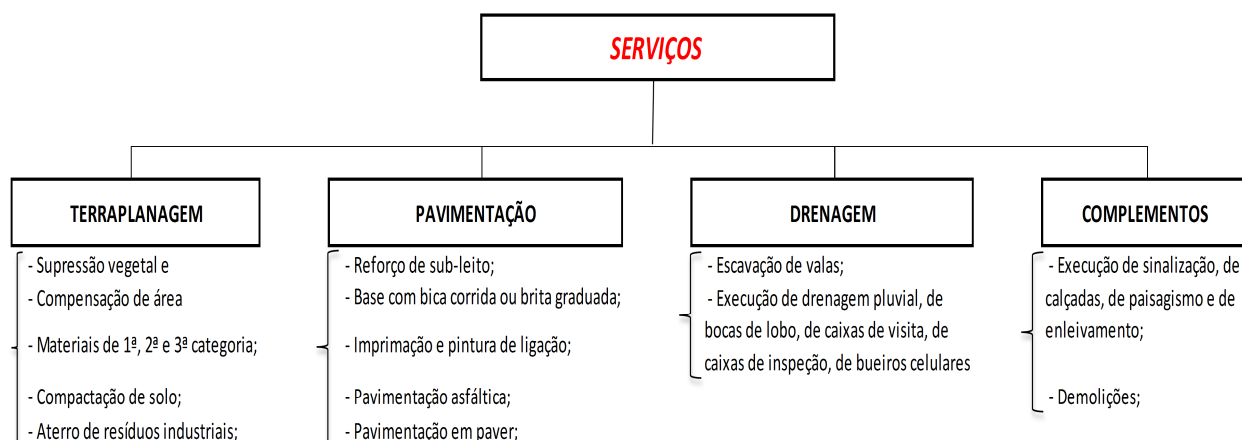 SERVIÇOS
TERRAPLANAGEM
- Supressão vegetal e
- Compensação de área
- Materiais de 1ª, 2ª e 3ª categoria;
- Compactação de solo;
- Aterro de resíduos industriais;
PAVIMENTAÇÃO
- Reforço de sub-leito;
- Base com bica corrida ou brita graduada;
- Imprimação e pintura de ligação;
- Pavimentação asfáltica;
- Pavimentação em paver;
DRENAGEM
- Escavação de valas;
- Execução de drenagem pluvial, de
bocas de lobo, de caixas de visita, de
caixas de inspeção, de bueiros celulares
COMPLEMENTOS
- Execução de sinalização, de
calçadas, de paisagismo e de
enleivamento;
- Demolições;